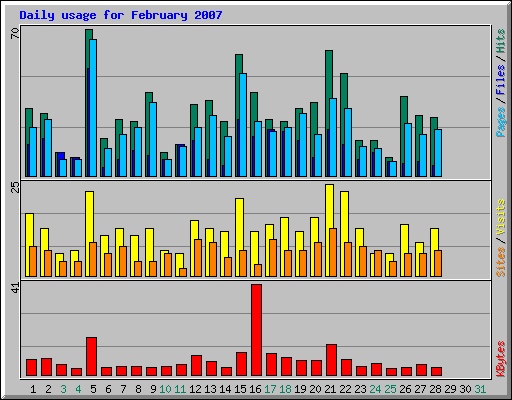 Daily usage for February 2007
70
Pages / Files / Hits
25
Sites / Visits
41
KBytes
1 2 3 4 5 6 7 8 9 10 11 12 13 14 15 16 17 18 19 20 21 22 23 24 25 26 27 28 29 30 31